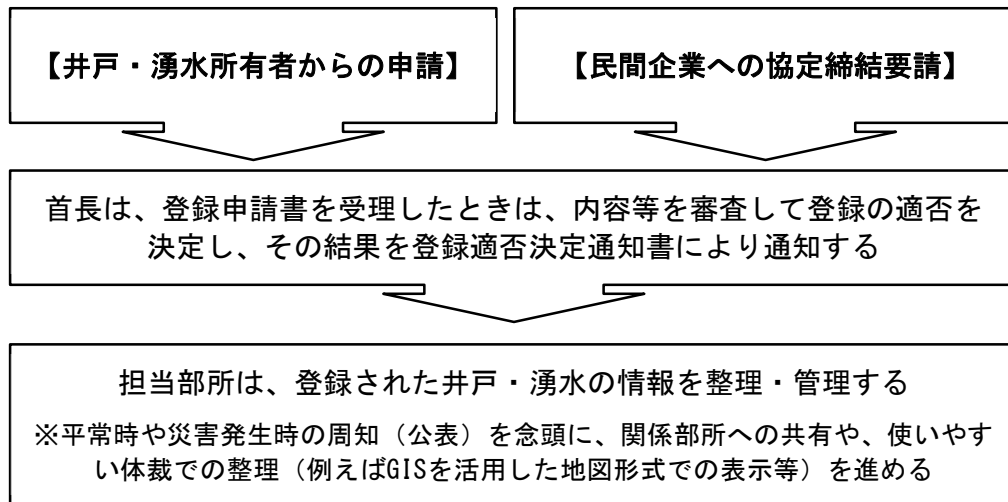 【井戸・湧水所有者からの申請】
【民間企業への協定締結要請】
首長は、登録申請書を受理したときは、内容等を審査して登録の適否を
決定し、その結果を登録適否決定通知書により通知する
担当部所は、登録された井戸・湧水の情報を整理・管理する
※平常時や災害発生時の周知（公表）を念頭に、関係部所への共有や、使いやす
い体裁での整理（例えばGISを活用した地図形式での表示等）を進める